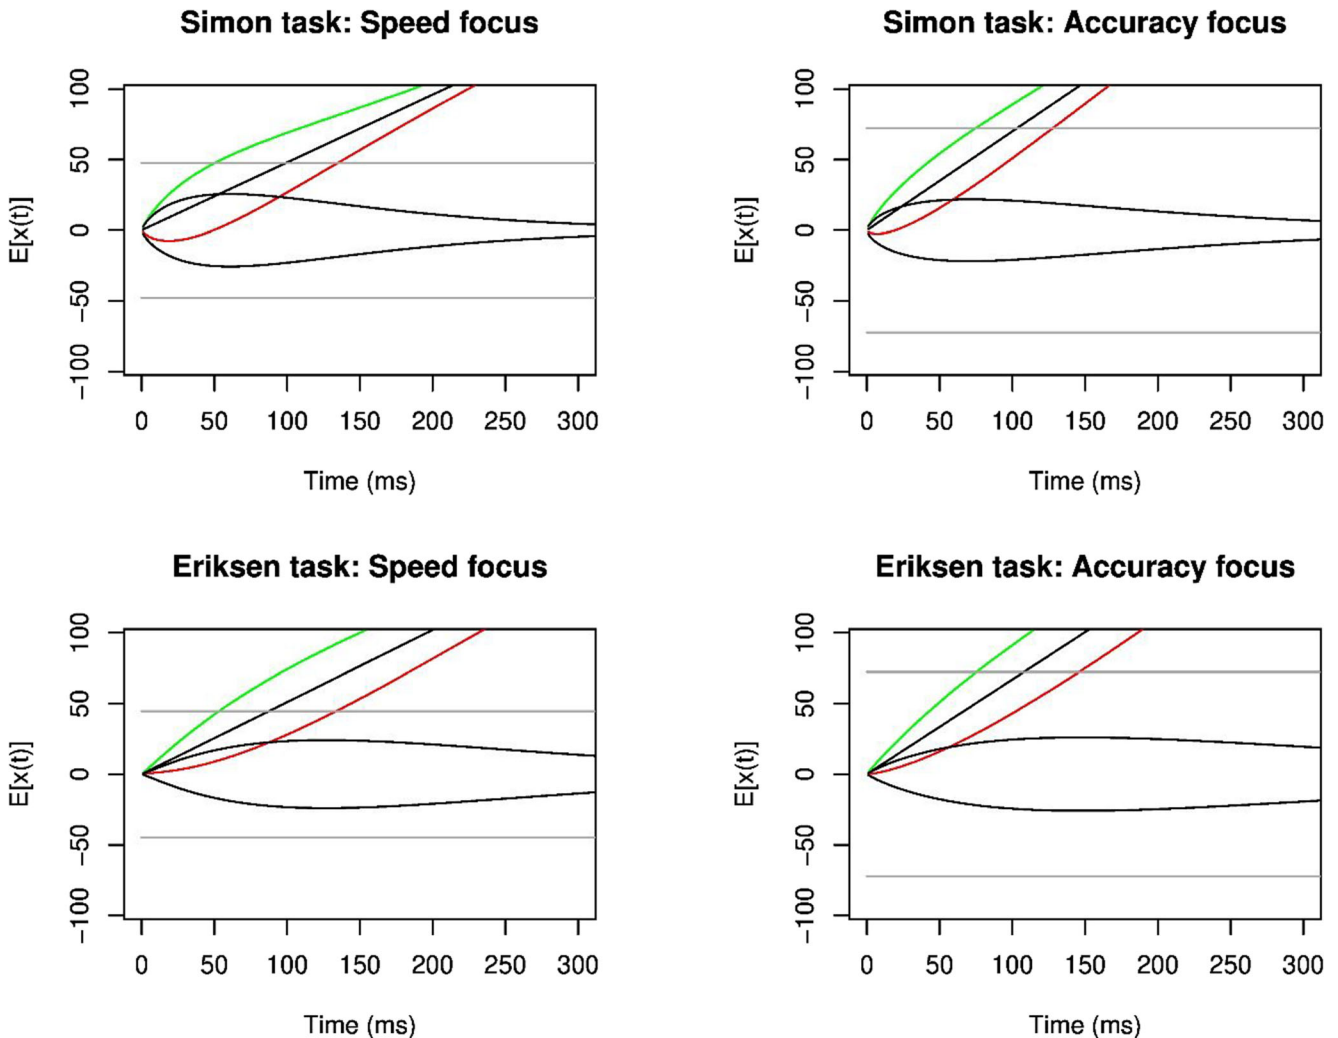 Simon task: Speed focus
E[x(t)]
100
50
0
−50
−100
0 50 100 150 200 250 300
Time (ms)
Simon task: Accuracy focus
E[x(t)]
100
50
0
−50
−100
0 50 100 150 200 250 300
Time (ms)
Eriksen task: Speed focus
E[x(t)]
100
50
0
−50
−100
0 50 100 150 200 250 300
Time (ms)
Eriksen task: Accuracy focus
E[x(t)]
100
50
0
−50
−100
0 50 100 150 200 250 300
Time (ms)